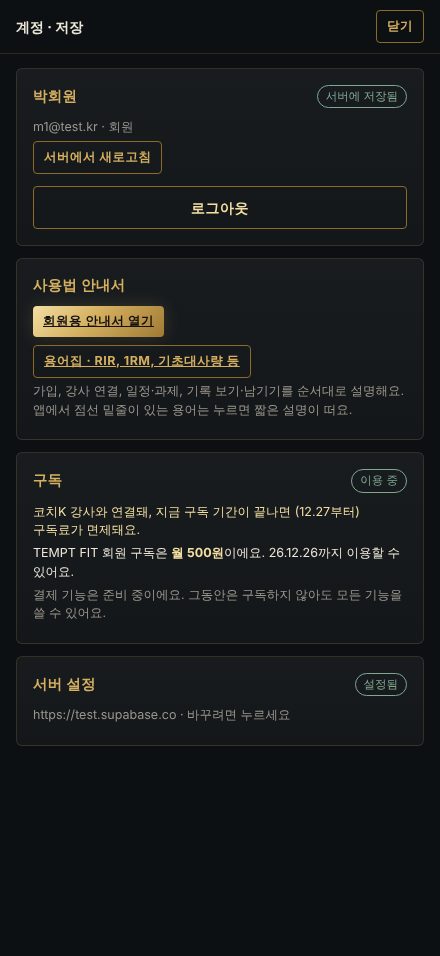 계정 · 저장
닫기
박회원
서버에 저장됨
m1@test.kr · 회원
서버에서 새로고침
로그아웃
사용법 안내서
회원용 안내서 열기
용어집 · RIR, 1RM, 기초대사량 등
가입, 강사 연결, 일정·과제, 기록 보기·남기기를 순서대로 설명해요.
앱에서 점선 밑줄이 있는 용어는 누르면 짧은 설명이 떠요.
구독
이용 중
코치K 강사와 연결돼, 지금 구독 기간이 끝나면 (12.27부터)
구독료가 면제돼요.
TEMPT FIT 회원 구독은 월 500원이에요. 26.12.26까지 이용할 수
있어요.
결제 기능은 준비 중이에요. 그동안은 구독하지 않아도 모든 기능을
쓸 수 있어요.
서버 설정
설정됨
https://test.supabase.co · 바꾸려면 누르세요